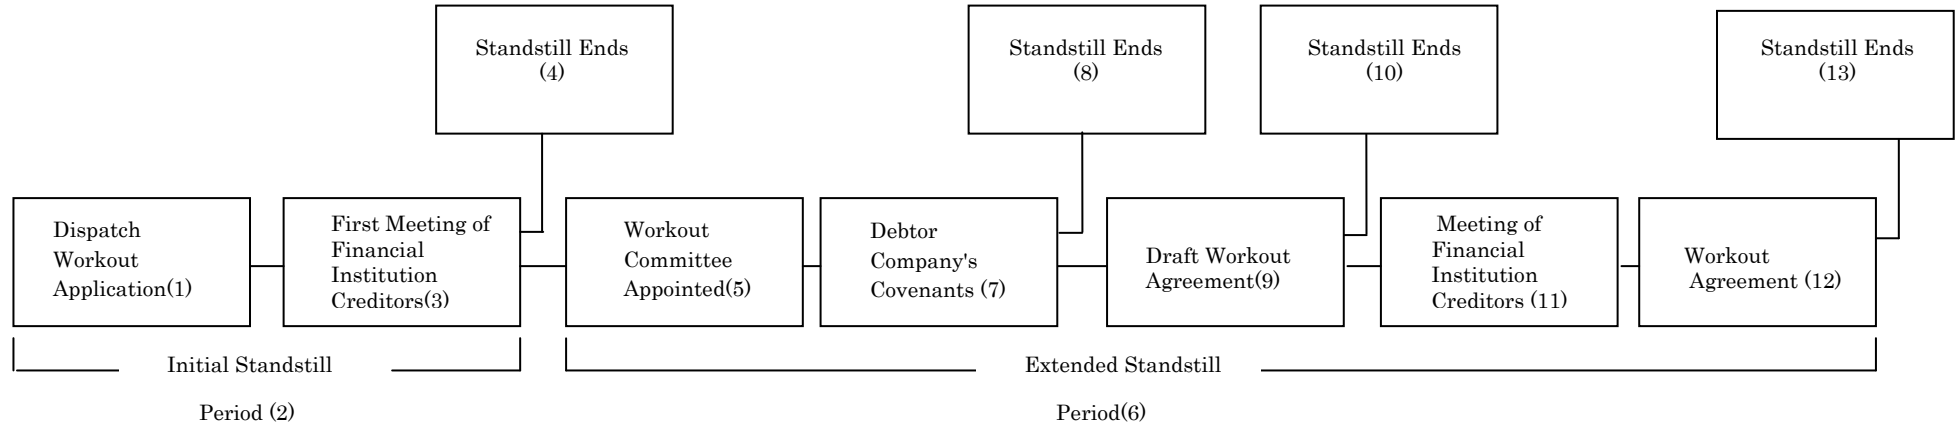 Standstill Ends
(4)
Standstill Ends
(8)
Standstill Ends
(10)
Standstill Ends
(13)
Dispatch
Workout
Application(1)
First Meeting of
Financial
Institution
Creditors(3)
Workout
Committee
Appointed(5)
Debtor
Company's
Covenants (7)
Draft Workout
Agreement(9)
Meeting of
Financial
Institution
Creditors (11)
Workout
Agreement (12)
Initial Standstill
Period (2)
Extended Standstill
Period(6)